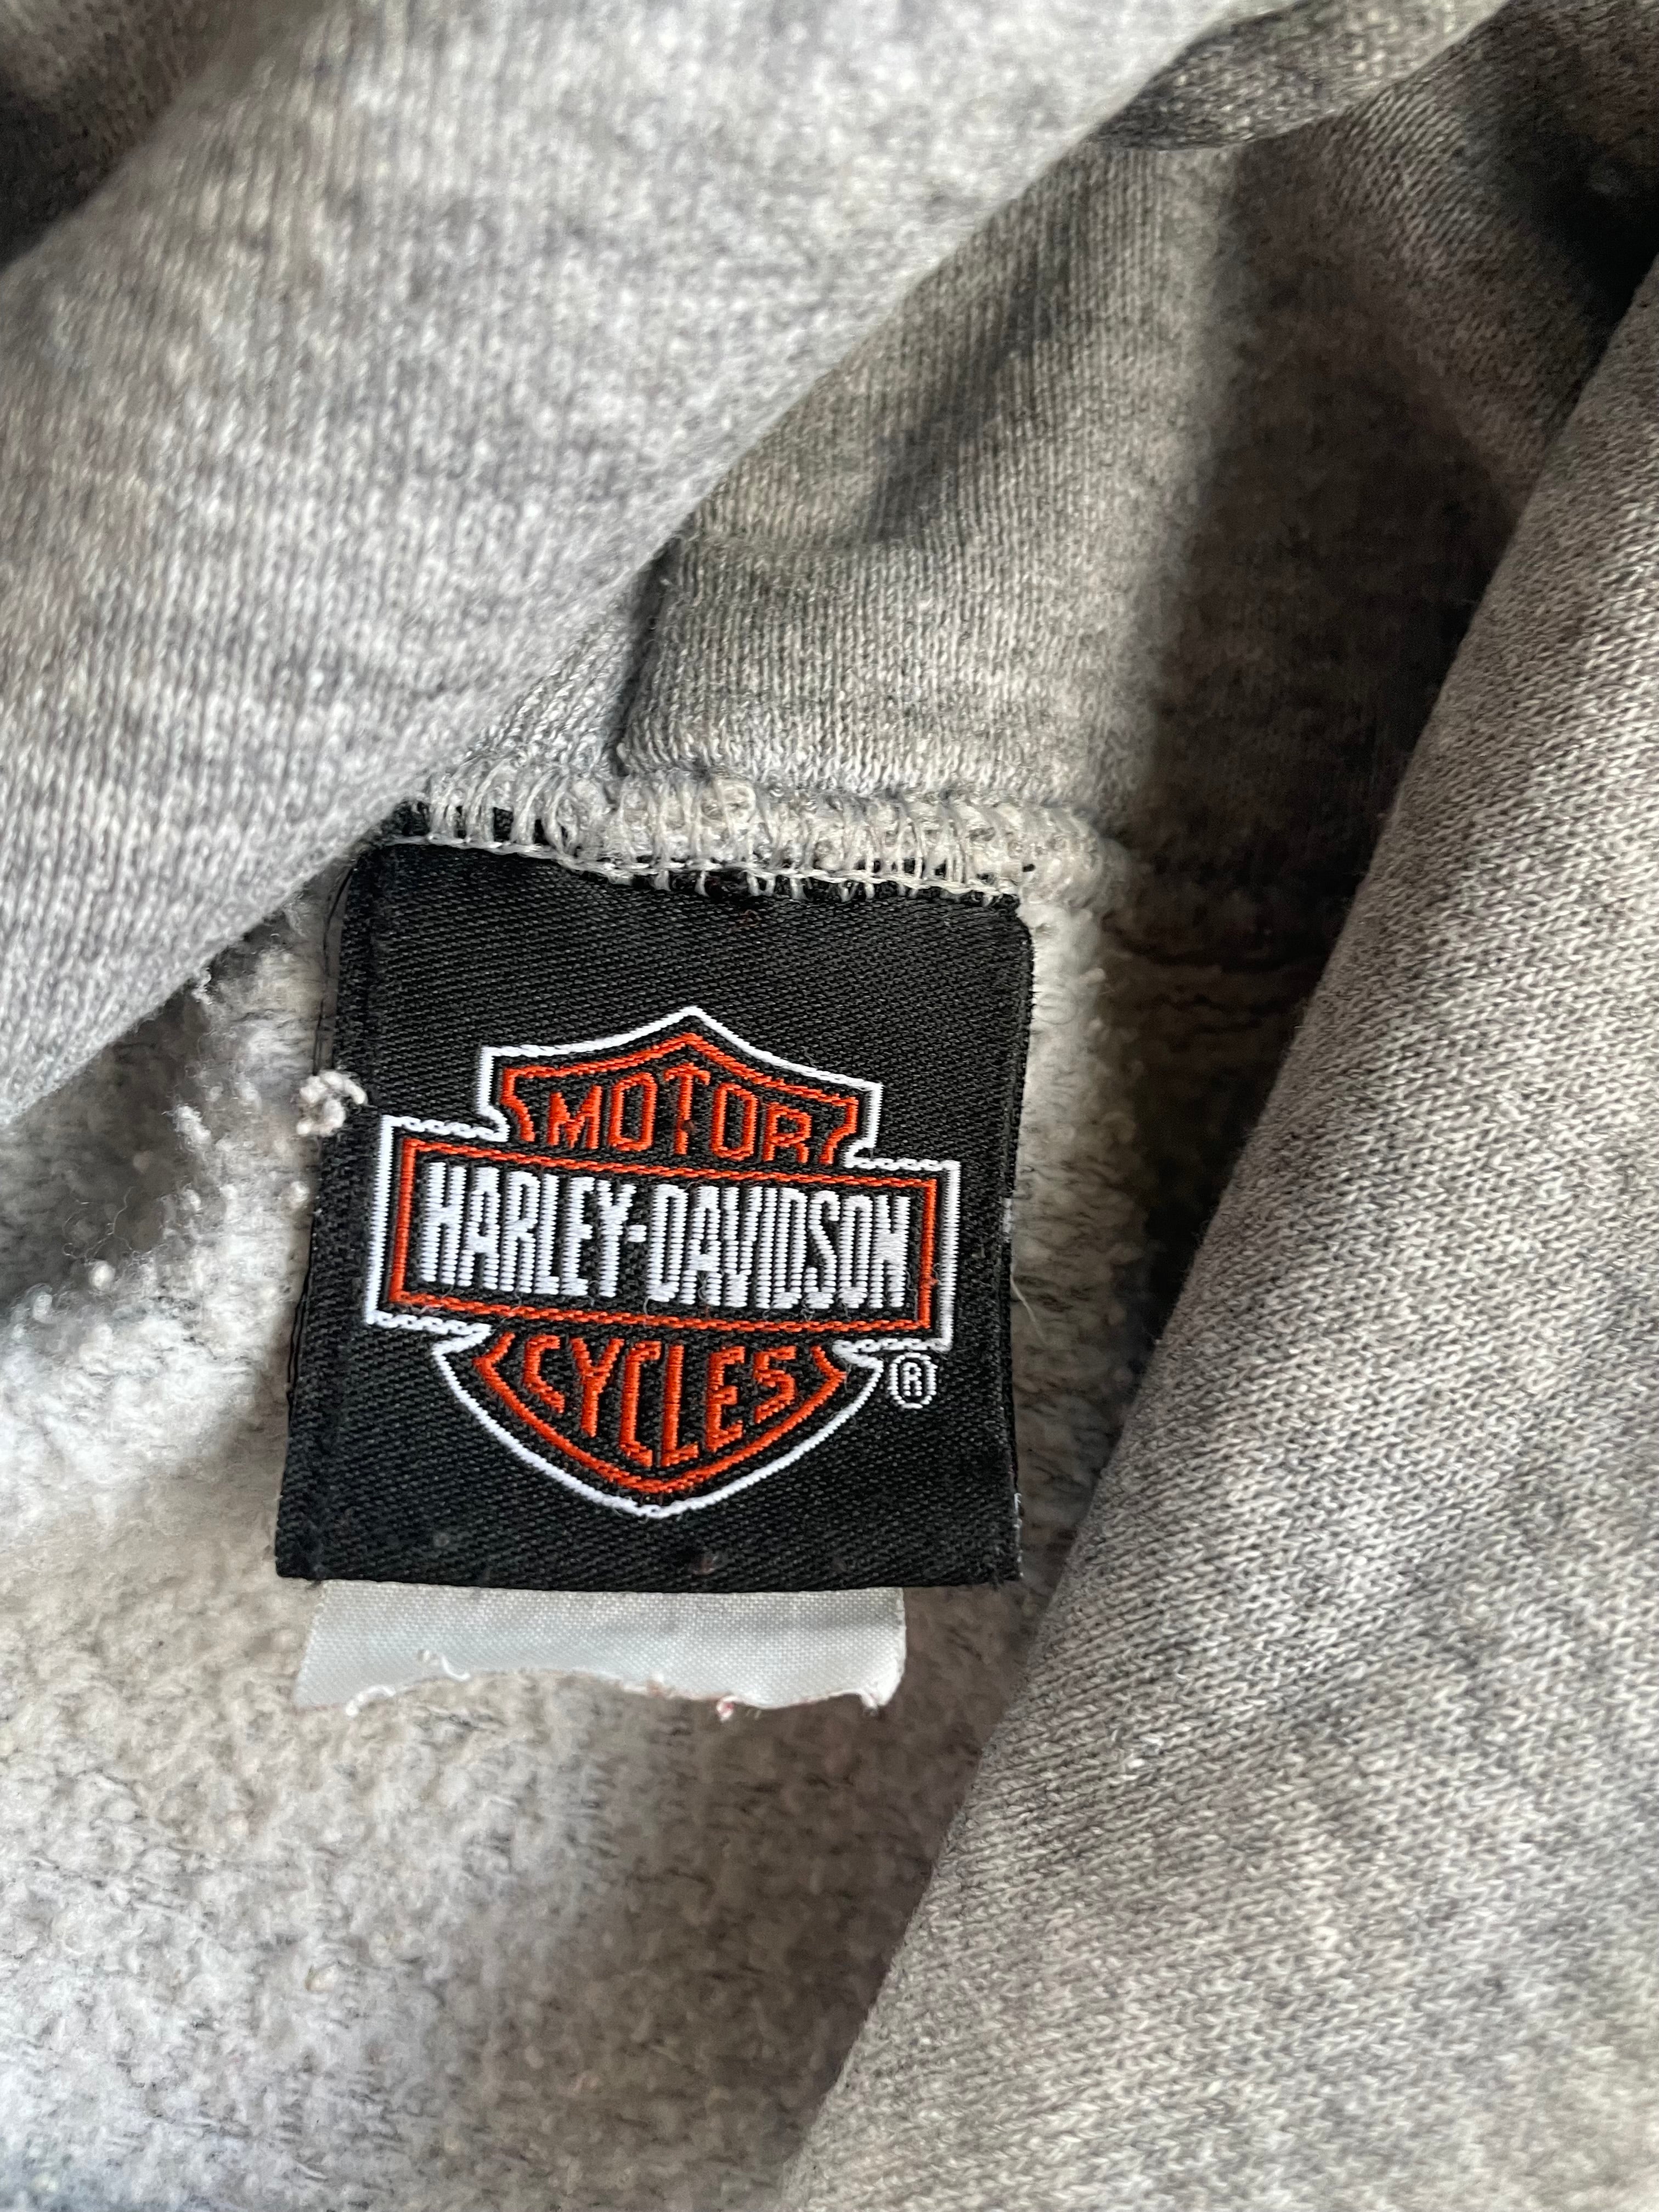 MOTOR
HARLEY-DAVIDSON
CYCLES
®